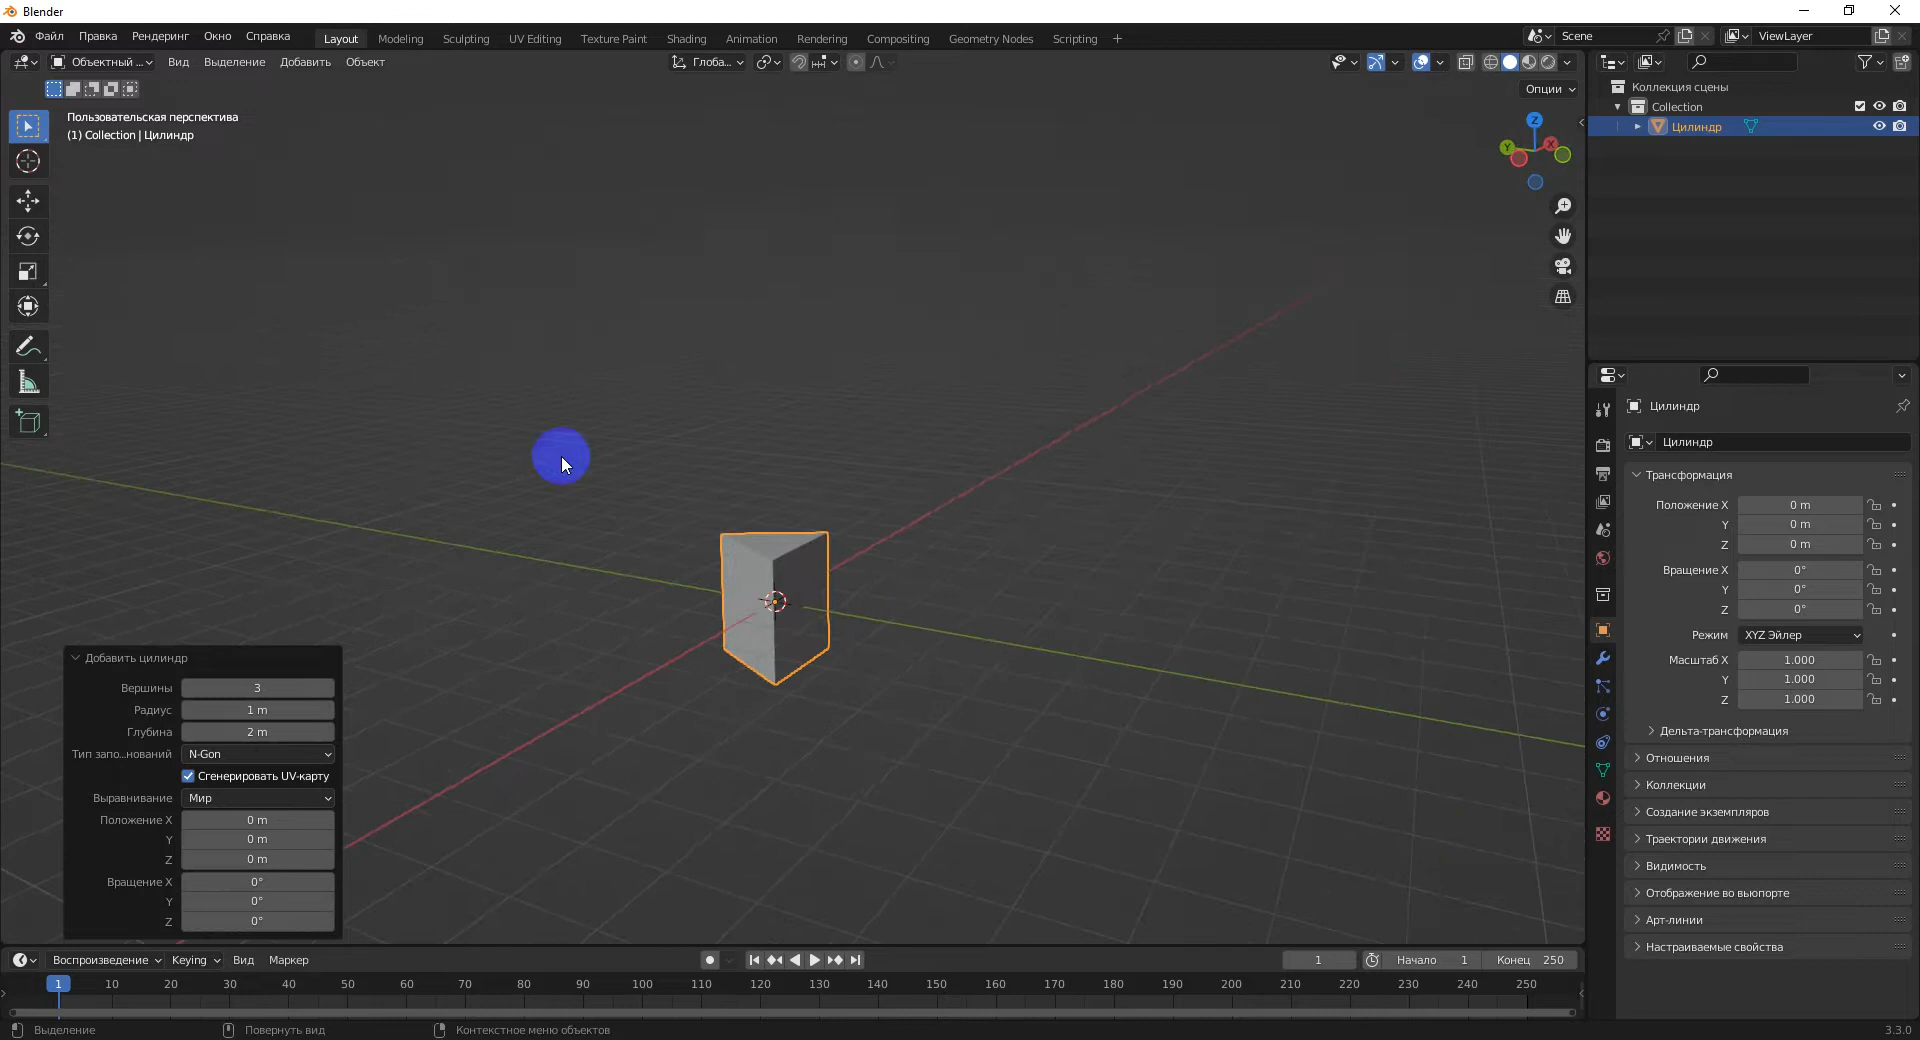 Blender
Файл Правка Рендеринг Окно Справка Layout Modeling Sculpting UV Editing Texture Paint Shading Animation Rendering Compositing Geometry Nodes Scripting + Scene ViewLayer
Объектный ... Вид Выделение Добавить Объект Глоба...
Опции
Пользовательская перспектива
(1) Collection | Цилиндр
Z
Y
X
Коллекция сцены
Collection
Цилиндр
Цилиндр
Цилиндр
Трансформация
Положение X 0 m
Y 0 m
Z 0 m
Вращение X 0°
Y 0°
Z 0°
Режим XYZ Эйлер
Масштаб X 1.000
Y 1.000
Z 1.000
Дельта-трансформация
Отношения
Коллекции
Создание экземпляров
Траектории движения
Видимость
Отображение во вьюпорте
Арт-линии
Настраиваемые свойства
Добавить цилиндр
Вершины 3
Радиус 1 m
Глубина 2 m
Тип запо...нований N-Gon
Сгенерировать UV-карту
Выравнивание Мир
Положение X 0 m
Y 0 m
Z 0 m
Вращение X 0°
Y 0°
Z 0°
Воспроизведение Keying Вид Маркер 1 Начало 1 Конец 250
1 10 20 30 40 50 60 70 80 90 100 110 120 130 140 150 160 170 180 190 200 210 220 230 240 250
Выделение Повернуть вид Контекстное меню объектов 3.3.0